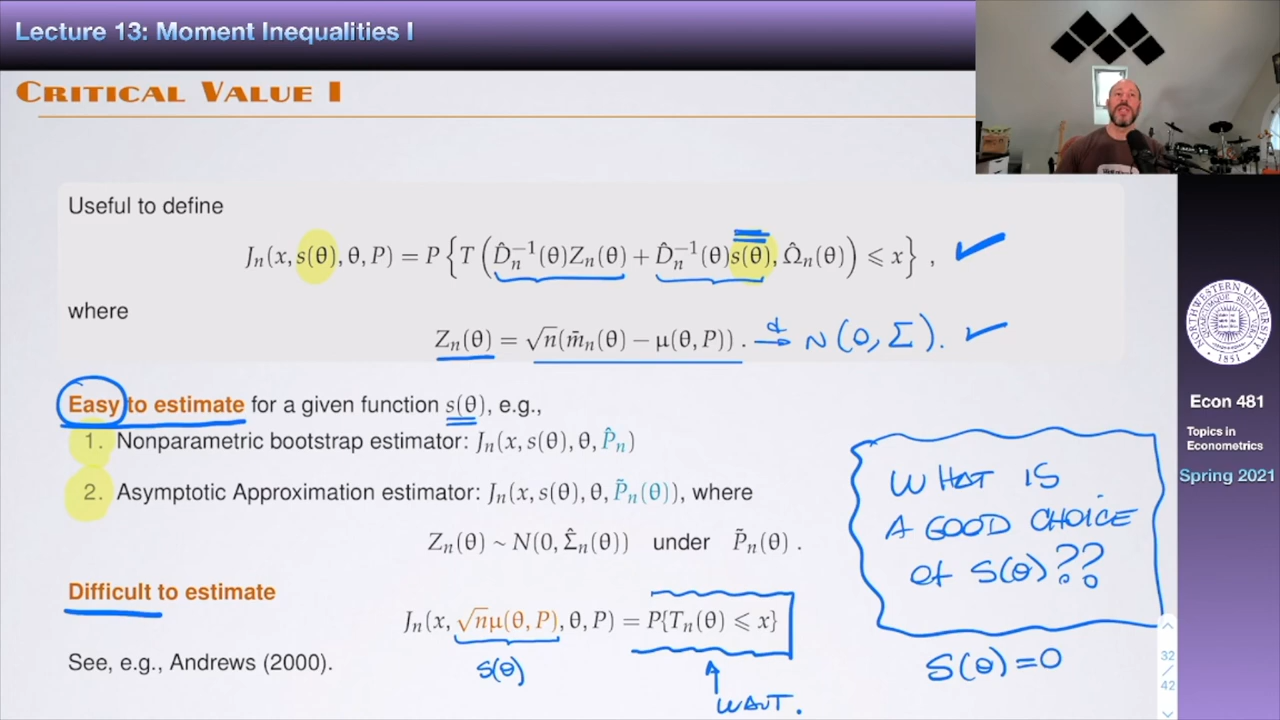 Lecture 13: Moment Inequalities I
CRITICAL VALUE I
Useful to define
Jₙ(x, s(θ), θ, P) = P{T(D̂ₙ⁻¹(θ)Zₙ(θ) + D̂ₙ⁻¹(θ)s(θ), Ω̂ₙ(θ)) ⩽ x} ,
where
Zₙ(θ) = √n(m̄ₙ(θ) − μ(θ, P)) . →ᵈ N(0, Σ).
Easy to estimate for a given function s(θ), e.g.,
1. Nonparametric bootstrap estimator: Jₙ(x, s(θ), θ, P̂ₙ)
2. Asymptotic Approximation estimator: Jₙ(x, s(θ), θ, P̃ₙ(θ)), where
Zₙ(θ) ~ N(0, Σ̂ₙ(θ)) under P̃ₙ(θ) .
Difficult to estimate
Jₙ(x, √nμ(θ, P), θ, P) = P{Tₙ(θ) ⩽ x}
S(θ)
WANT.
See, e.g., Andrews (2000).
WHAT IS
A GOOD CHOICE
of S(θ)??
S(θ)=0
NORTHWESTERN UNIVERSITY
1851
Econ 481
Topics in
Econometrics
Spring 2021
32
/
42